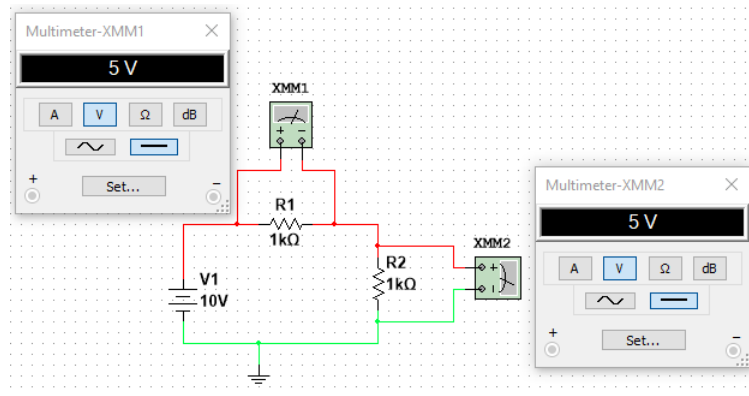 Multimeter-XMM1
5 V
A V Ω dB
+ Set... −
XMM1
+ −
R1
1kΩ
V1
10V
R2
1kΩ
XMM2
+
−
Multimeter-XMM2
5 V
A V Ω dB
+ Set... −